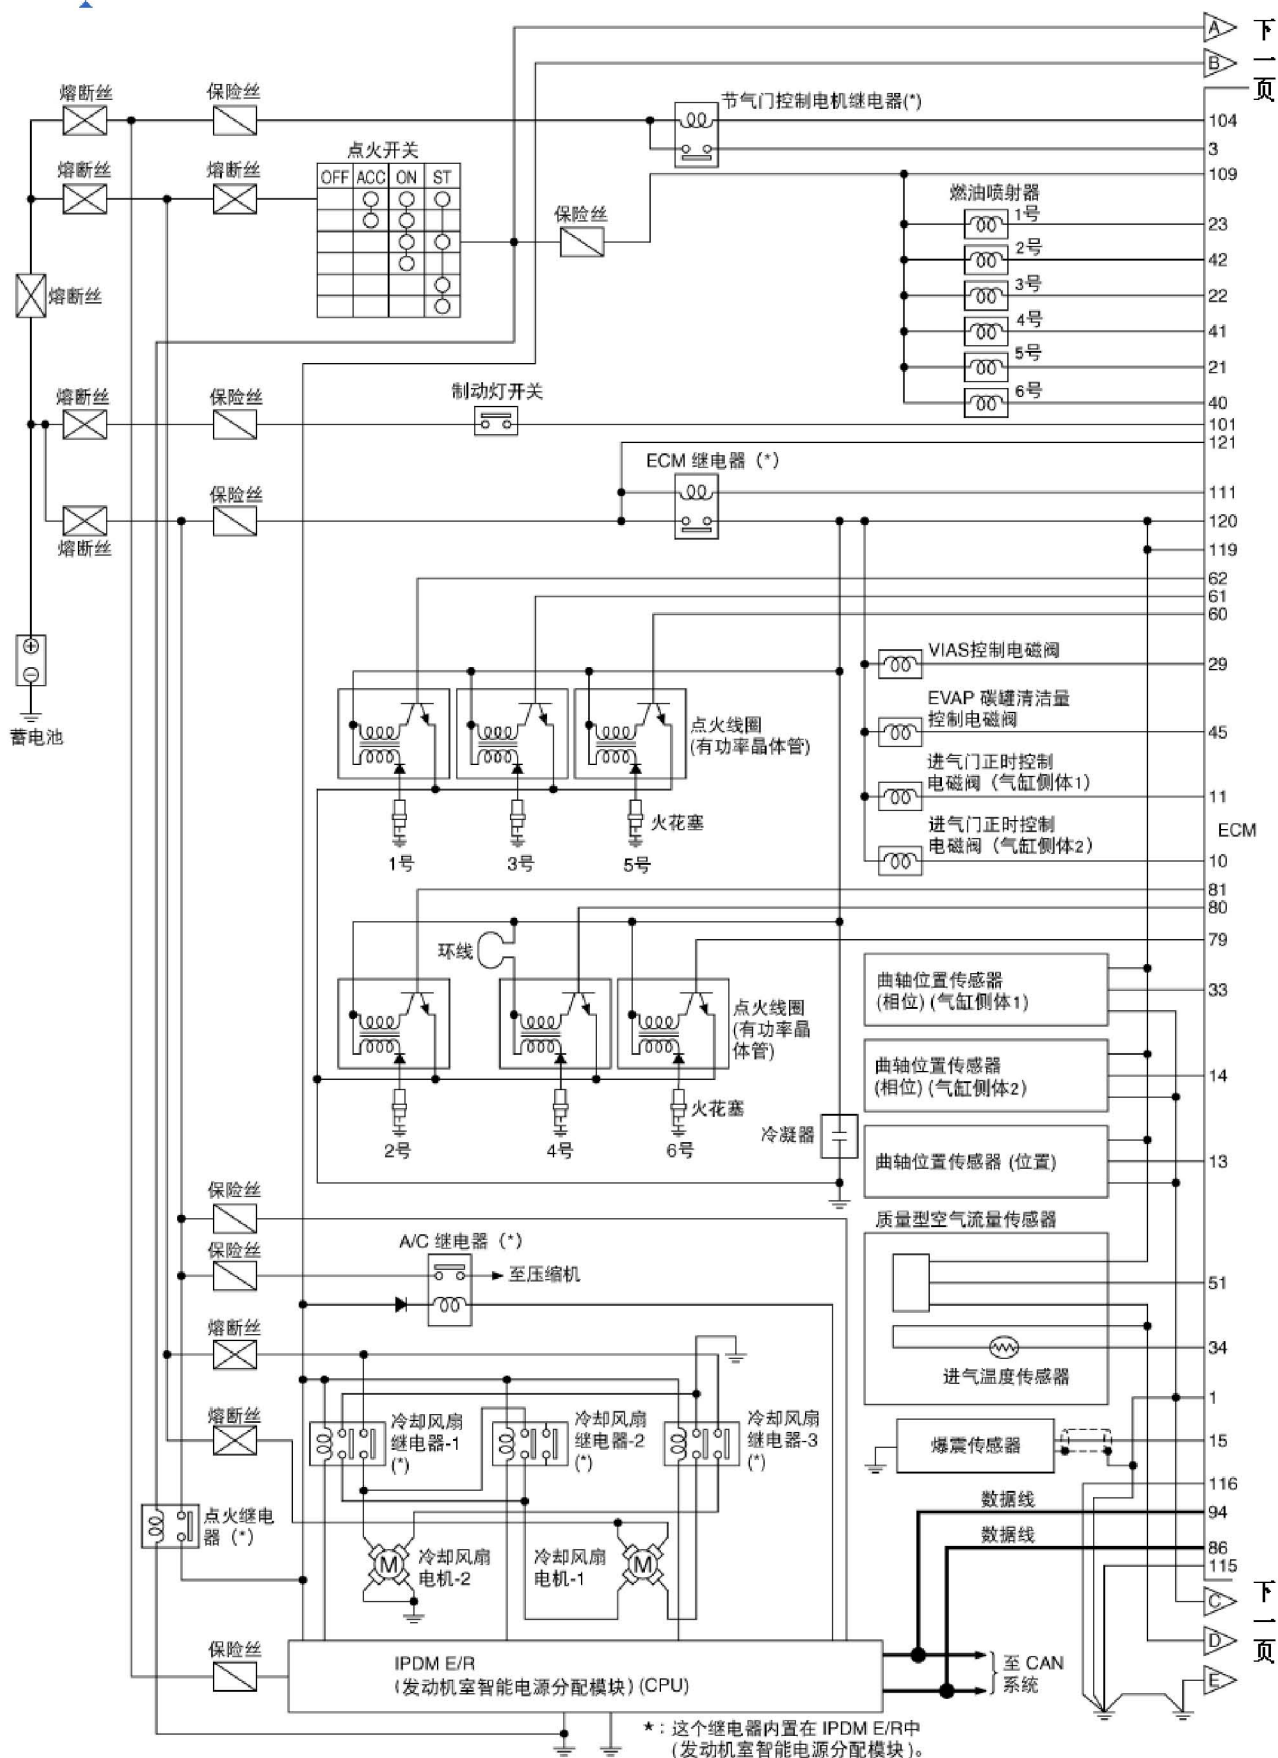 A
下
B
一
页
熔断丝
保险丝
节气门控制电机继电器(*)
104
3
109
熔断丝
熔断丝
点火开关
OFF ACC ON ST
保险丝
燃油喷射器
1号
23
2号
42
3号
22
4号
41
5号
21
6号
40
熔断丝
熔断丝
保险丝
制动灯开关
101
121
ECM 继电器 (*)
111
保险丝
120
熔断丝
119
62
61
60
VIAS控制电磁阀
29
EVAP 碳罐清洁量
控制电磁阀
45
进气门正时控制
电磁阀 (气缸侧体1)
11
进气门正时控制
电磁阀 (气缸侧体2)
10
ECM
蓄电池
点火线圈
(有功率晶体管)
火花塞
1号
3号
5号
81
80
79
环线
点火线圈
(有功率晶
体管)
火花塞
2号
4号
6号
冷凝器
曲轴位置传感器
(相位) (气缸侧体1)
33
曲轴位置传感器
(相位) (气缸侧体2)
14
曲轴位置传感器 (位置)
13
质量型空气流量传感器
51
34
进气温度传感器
1
保险丝
保险丝
A/C 继电器 (*)
至压缩机
熔断丝
熔断丝
冷却风扇
继电器-1
(*)
冷却风扇
继电器-2
(*)
冷却风扇
继电器-3
(*)
爆震传感器
15
116
数据线
94
数据线
86
115
点火继电
器 (*)
M
冷却风扇
电机-2
冷却风扇
电机-1
M
C
下
D
一
页
E
保险丝
IPDM E/R
(发动机室智能电源分配模块) (CPU)
至 CAN
系统
★：这个继电器内置在 IPDM E/R中
(发动机室智能电源分配模块)。